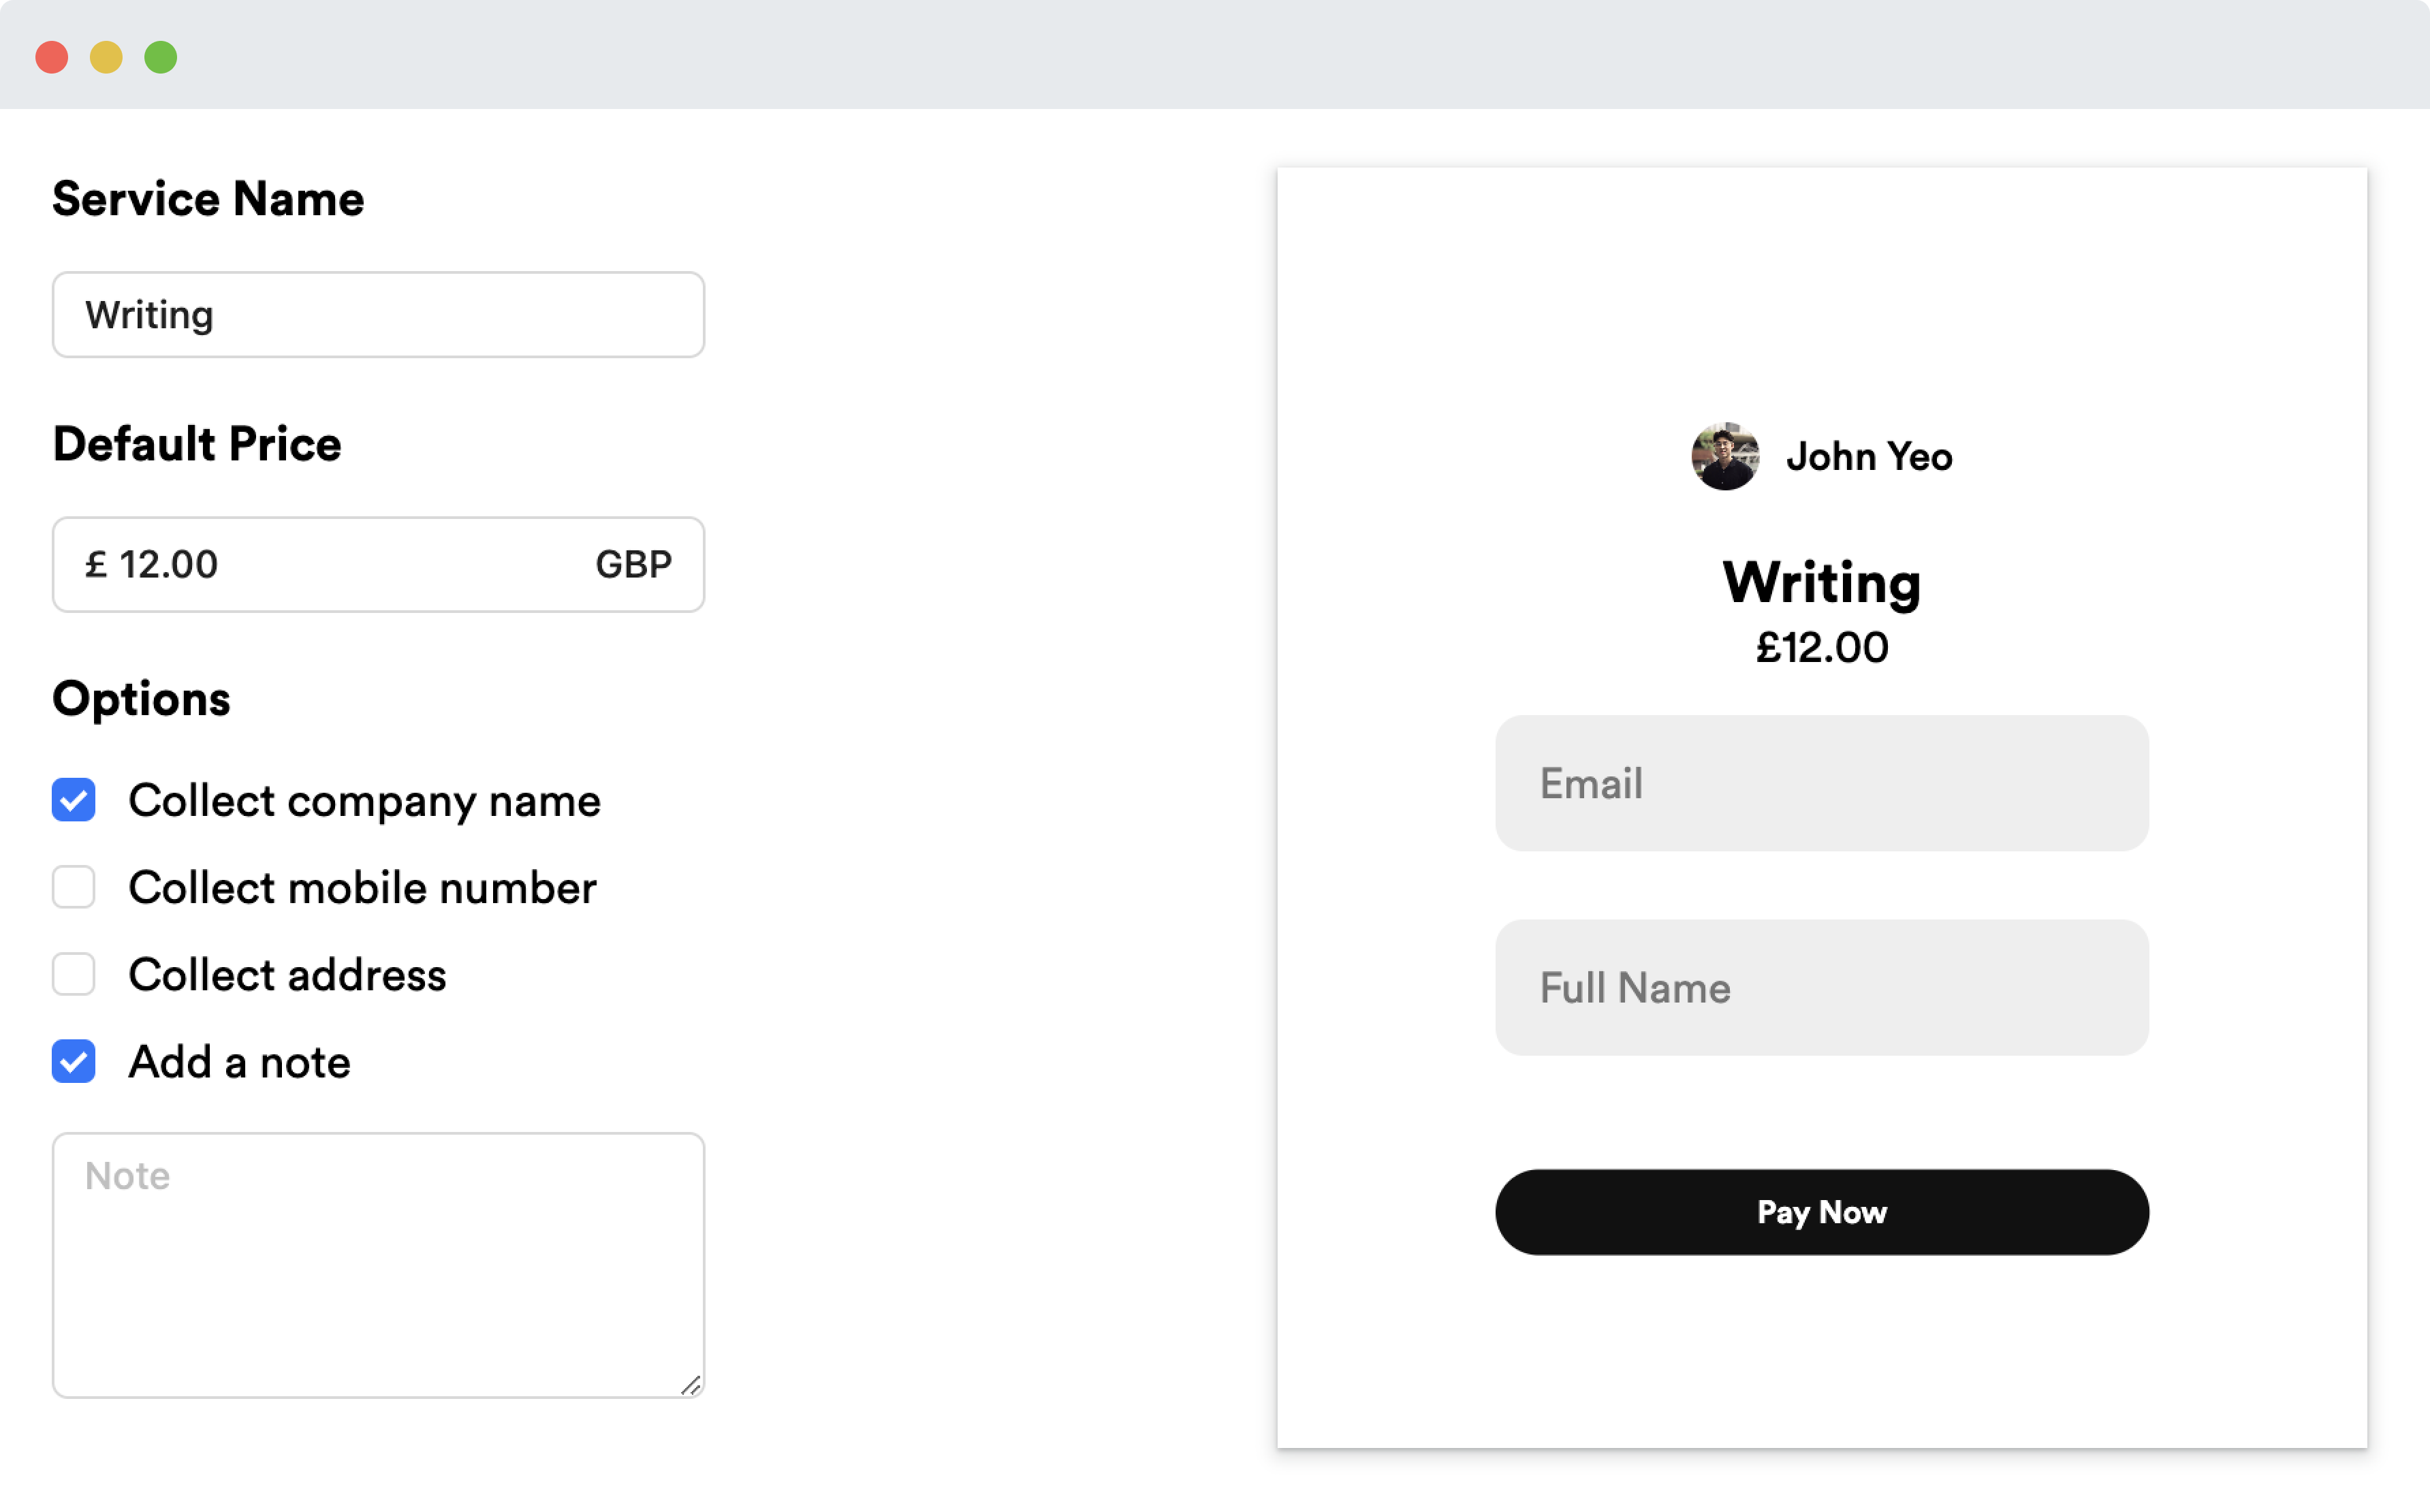 Service Name
Writing
Default Price
£ 12.00 GBP
Options
Collect company name
Collect mobile number
Collect address
Add a note
Note
John Yeo
Writing
£12.00
Email
Full Name
Pay Now